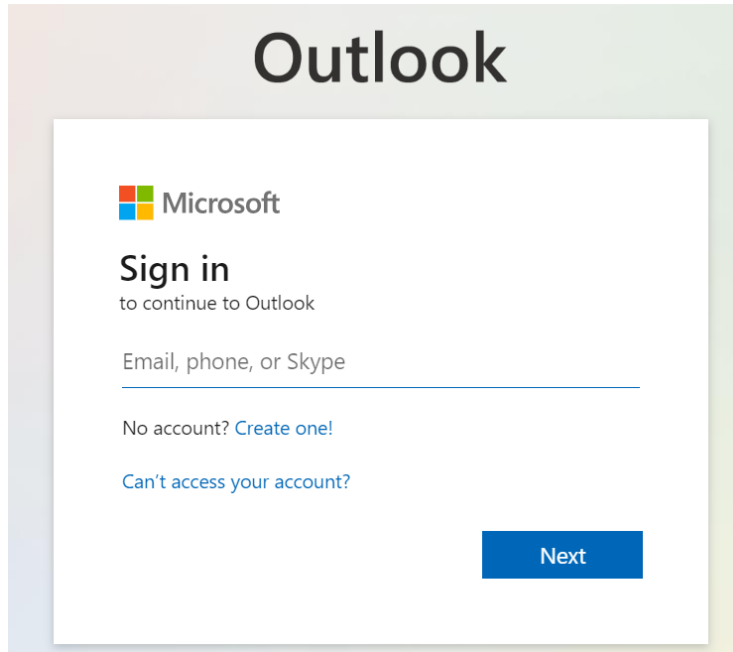 Outlook
Microsoft
Sign in
to continue to Outlook
Email, phone, or Skype
No account? Create one!
Can’t access your account?
Next